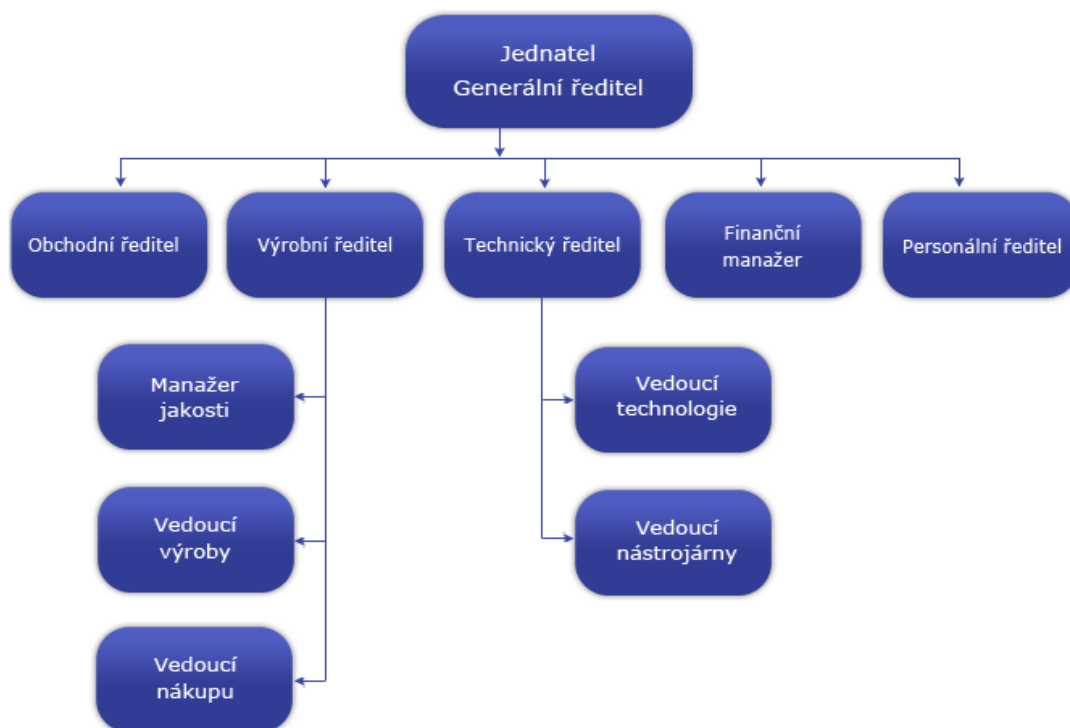 Jednatel
Generální ředitel
Obchodní ředitel
Výrobní ředitel
Technický ředitel
Finanční
manažer
Personální ředitel
Manažer
jakosti
Vedoucí
technologie
Vedoucí
výroby
Vedoucí
nástrojárny
Vedoucí
nákupu